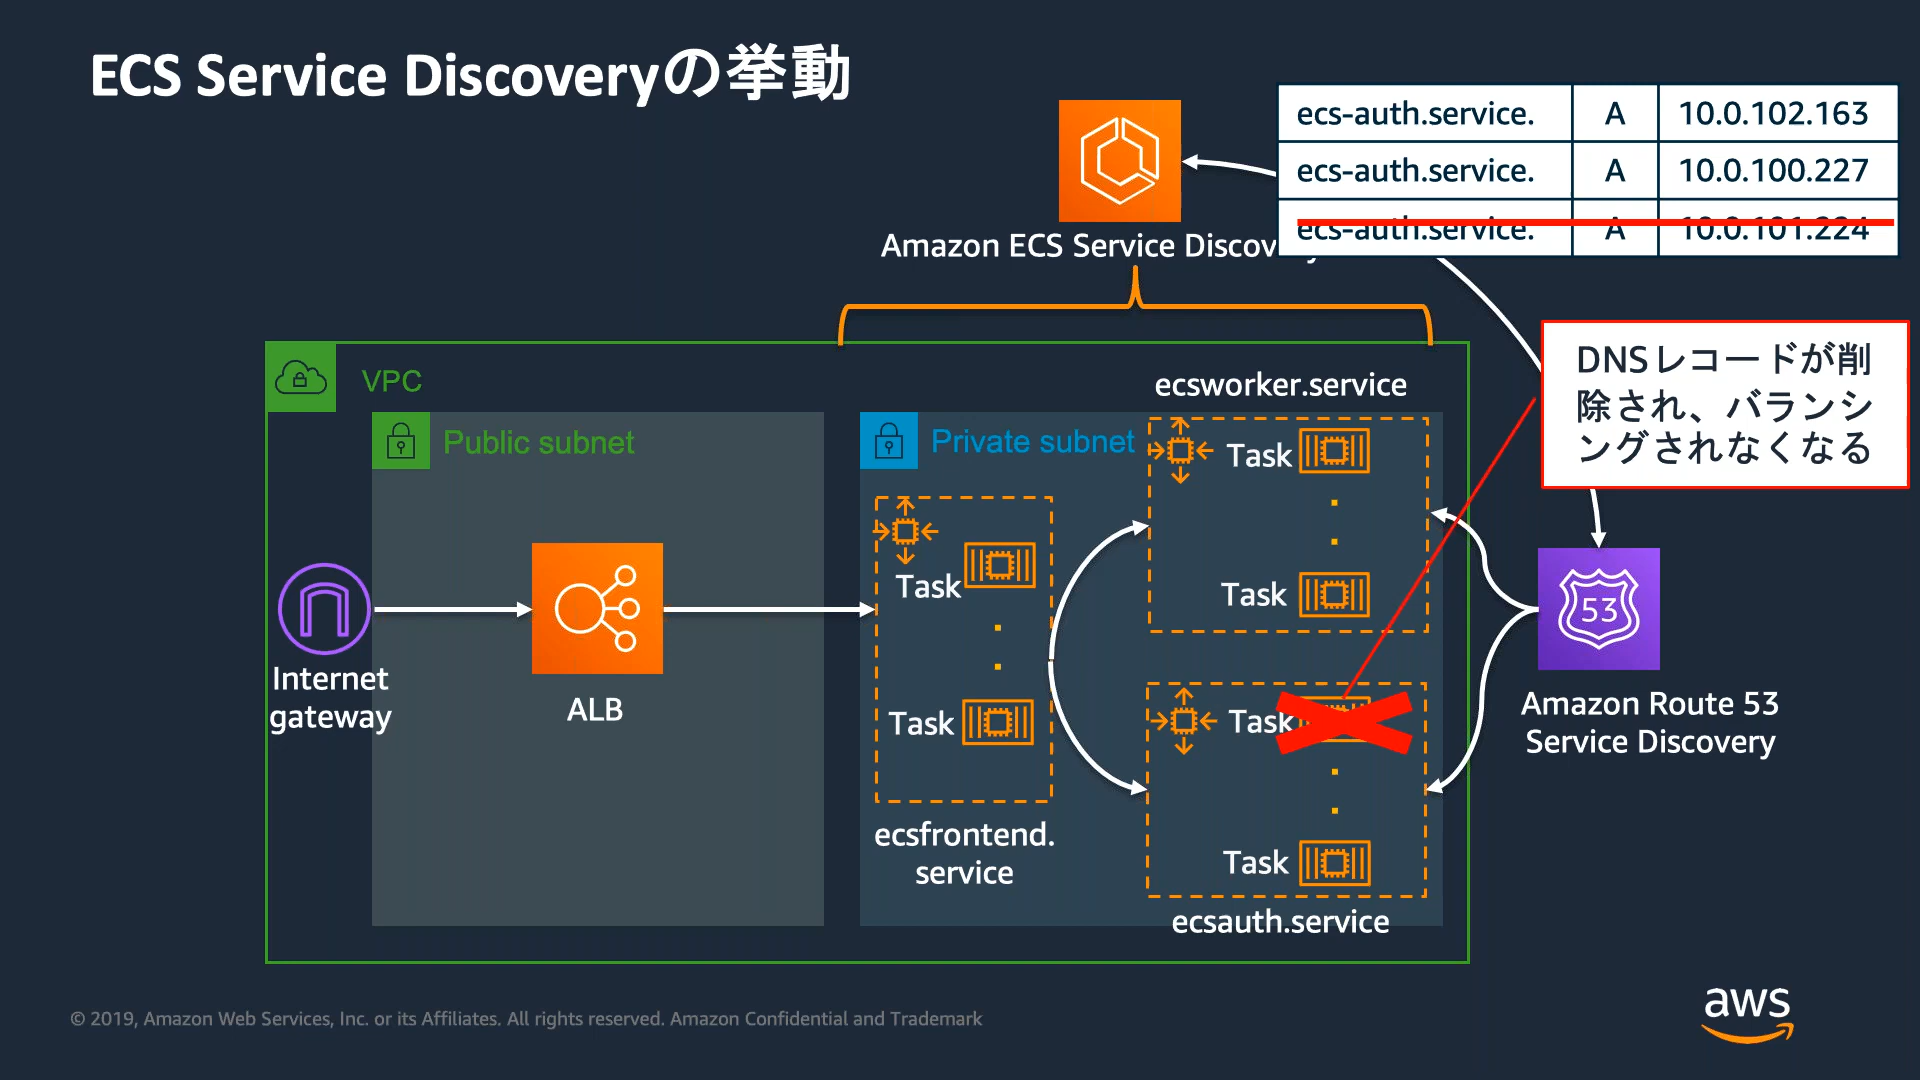 ECS Service Discoveryの挙動
ecs-auth.service. A 10.0.102.163
ecs-auth.service. A 10.0.100.227
ecs-auth.service. A 10.0.101.224
Amazon ECS Service Discovery
DNSレコードが削
除され、バランシ
ングされなくなる
VPC
Public subnet
Private subnet
ecsworker.service
Task
Task
Internet
gateway
ALB
Task
Task
ecsfrontend.
service
Task
Task
ecsauth.service
53
Amazon Route 53
Service Discovery
© 2019, Amazon Web Services, Inc. or its Affiliates. All rights reserved. Amazon Confidential and Trademark
aws